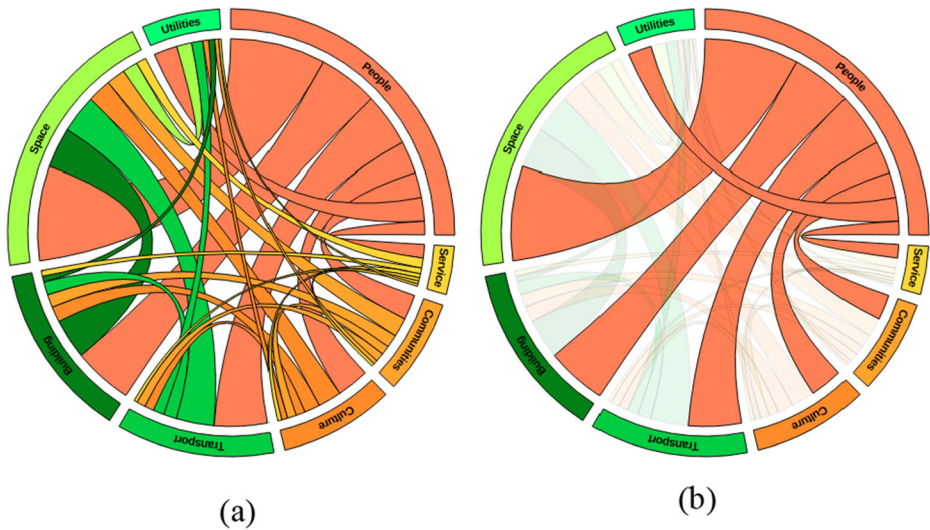 Utilities
People
Space
Service
Communities
Building
Culture
Transport
(a)
Utilities
People
Space
Service
Communities
Building
Culture
Transport
(b)